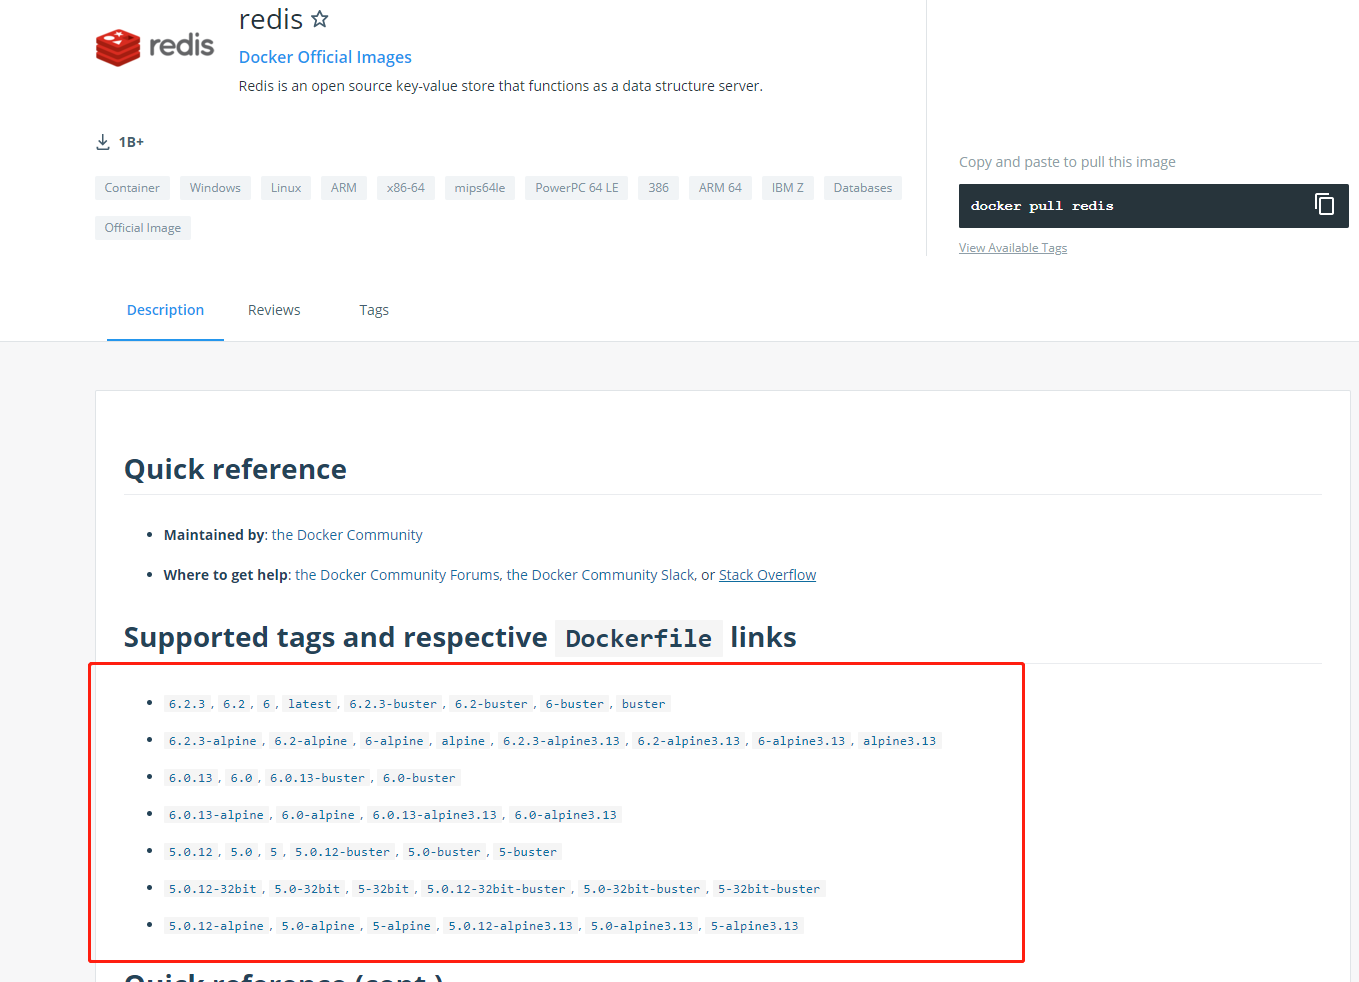 redis
redis
Docker Official Images
Redis is an open source key-value store that functions as a data structure server.
1B+
Container Windows Linux ARM x86-64 mips64le PowerPC 64 LE 386 ARM 64 IBM Z Databases
Official Image
Copy and paste to pull this image
docker pull redis
View Available Tags
Description Reviews Tags
Quick reference
• Maintained by: the Docker Community
• Where to get help: the Docker Community Forums, the Docker Community Slack, or Stack Overflow
Supported tags and respective Dockerfile links
• 6.2.3, 6.2, 6, latest, 6.2.3-buster, 6.2-buster, 6-buster, buster
• 6.2.3-alpine, 6.2-alpine, 6-alpine, alpine, 6.2.3-alpine3.13, 6.2-alpine3.13, 6-alpine3.13, alpine3.13
• 6.0.13, 6.0, 6.0.13-buster, 6.0-buster
• 6.0.13-alpine, 6.0-alpine, 6.0.13-alpine3.13, 6.0-alpine3.13
• 5.0.12, 5.0, 5, 5.0.12-buster, 5.0-buster, 5-buster
• 5.0.12-32bit, 5.0-32bit, 5-32bit, 5.0.12-32bit-buster, 5.0-32bit-buster, 5-32bit-buster
• 5.0.12-alpine, 5.0-alpine, 5-alpine, 5.0.12-alpine3.13, 5.0-alpine3.13, 5-alpine3.13
Quick reference (cont.)